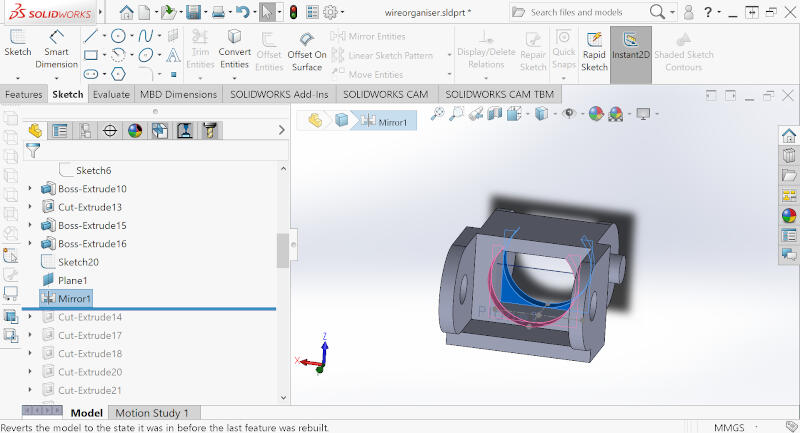 SOLIDWORKS
wireorganiser.sldprt *
Search files and models
?
Sketch
Smart Dimension
Trim Entities
Convert Entities
Offset Entities
Offset On Surface
Mirror Entities
Linear Sketch Pattern
Move Entities
Display/Delete Relations
Repair Sketch
Quick Snaps
Rapid Sketch
Instant2D
Shaded Sketch Contours
Features
Sketch
Evaluate
MBD Dimensions
SOLIDWORKS Add-Ins
SOLIDWORKS CAM
SOLIDWORKS CAM TBM
Mirror1
Sketch6
Boss-Extrude10
Cut-Extrude13
Boss-Extrude15
Boss-Extrude16
Sketch20
Plane1
Mirror1
Cut-Extrude14
Cut-Extrude17
Cut-Extrude18
Cut-Extrude20
Cut-Extrude21
Z
X
Model
Motion Study 1
Reverts the model to the state it was in before the last feature was rebuilt.
MMGS